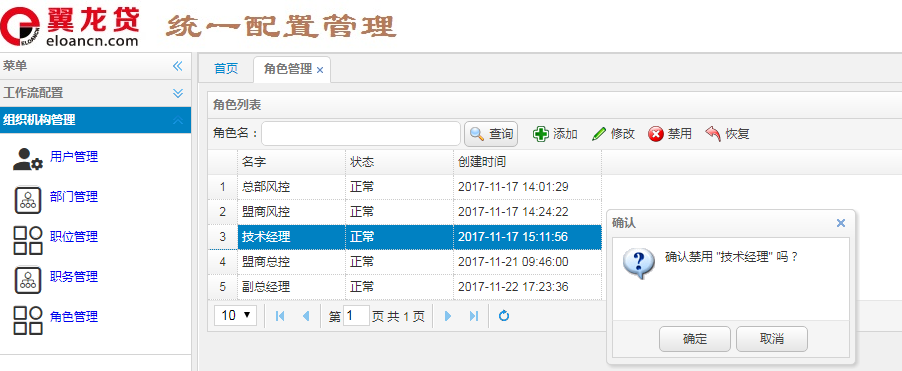 翼龙贷
eloancn.com
统一配置管理
菜单
首页
角色管理
工作流配置
组织机构管理
用户管理
部门管理
职位管理
职务管理
角色管理
角色列表
角色名： 查询 添加 修改 禁用 恢复
名字 状态 创建时间
1 总部风控 正常 2017-11-17 14:01:29
2 盟商风控 正常 2017-11-17 14:24:22
3 技术经理 正常 2017-11-17 15:11:56
4 盟商总控 正常 2017-11-21 09:46:00
5 副总经理 正常 2017-11-22 17:23:36
10 第 1 页 共 1 页
确认
确认禁用 "技术经理" 吗？
确定 取消